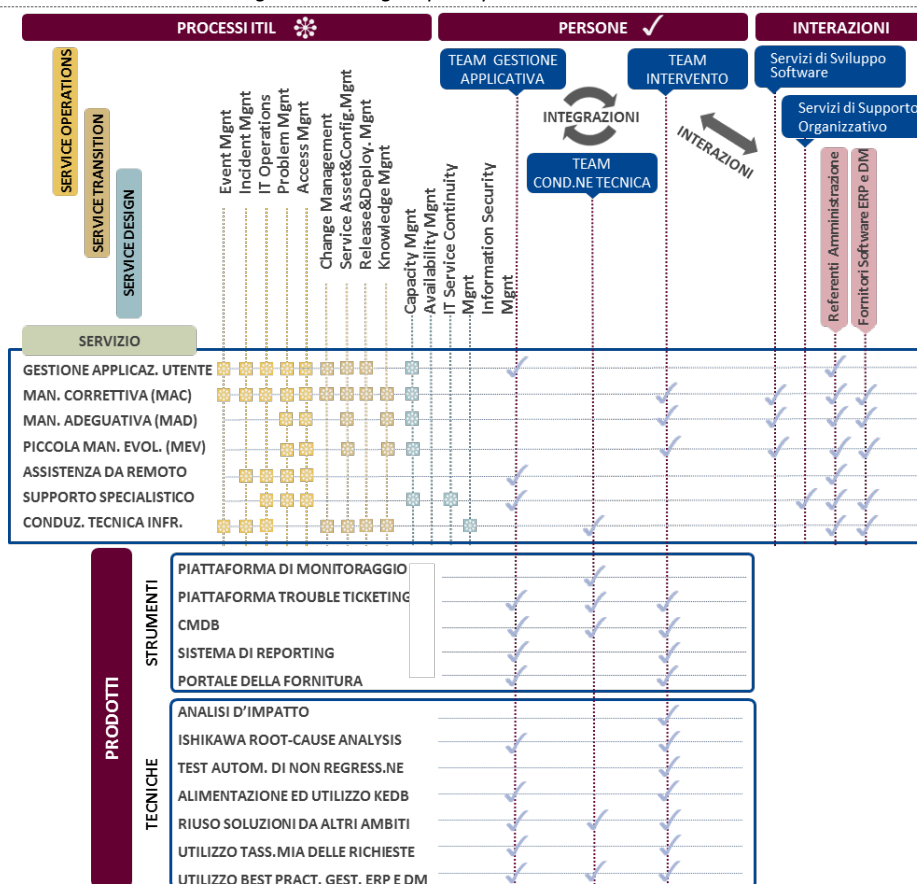 PROCESSI ITIL
PERSONE
INTERAZIONI
SERVICE OPERATIONS
SERVICE TRANSITION
SERVICE DESIGN
Event Mgnt
Incident Mgnt
IT Operations
Problem Mgnt
Access Mgnt
Change Management
Service Asset&Config.Mgnt
Release&Deploy. Mgnt
Knowledge Mgnt
Capacity Mgnt
Availability Mgnt
IT Service Continuity
Mgnt
Information Security
Mgnt
TEAM GESTIONE
APPLICATIVA
TEAM
INTERVENTO
INTEGRAZIONI
TEAM
COND.NE TECNICA
INTERAZIONI
Servizi di Sviluppo
Software
Servizi di Supporto
Organizzativo
Referenti Amministrazione
Fornitori Software ERP e DM
SERVIZIO
GESTIONE APPLICAZ. UTENTE
MAN. CORRETTIVA (MAC)
MAN. ADEGUATIVA (MAD)
PICCOLA MAN. EVOL. (MEV)
ASSISTENZA DA REMOTO
SUPPORTO SPECIALISTICO
CONDUZ. TECNICA INFR.
PRODOTTI
STRUMENTI
PIATTAFORMA DI MONITORAGGIO
PIATTAFORMA TROUBLE TICKETING
CMDB
SISTEMA DI REPORTING
PORTALE DELLA FORNITURA
TECNICHE
ANALISI D'IMPATTO
ISHIKAWA ROOT-CAUSE ANALYSIS
TEST AUTOM. DI NON REGRESS.NE
ALIMENTAZIONE ED UTILIZZO KEDB
RIUSO SOLUZIONI DA ALTRI AMBITI
UTILIZZO TASS.MIA DELLE RICHIESTE
UTILIZZO BEST PRACT. GEST. ERP E DM